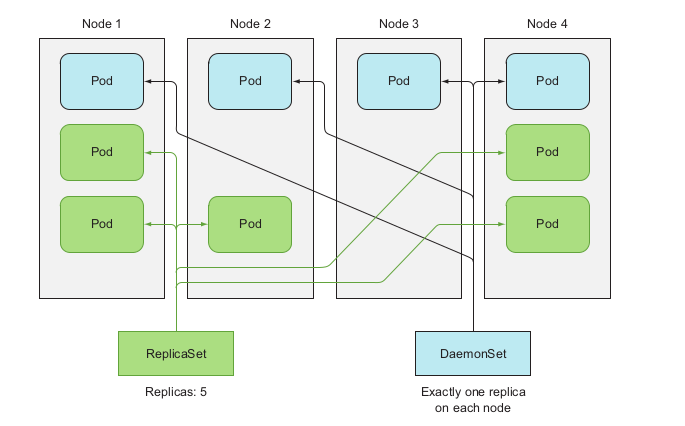 Node 1
Node 2
Node 3
Node 4
Pod
Pod
Pod
Pod
Pod
Pod
Pod
Pod
Pod
ReplicaSet
DaemonSet
Replicas: 5
Exactly one replica
on each node